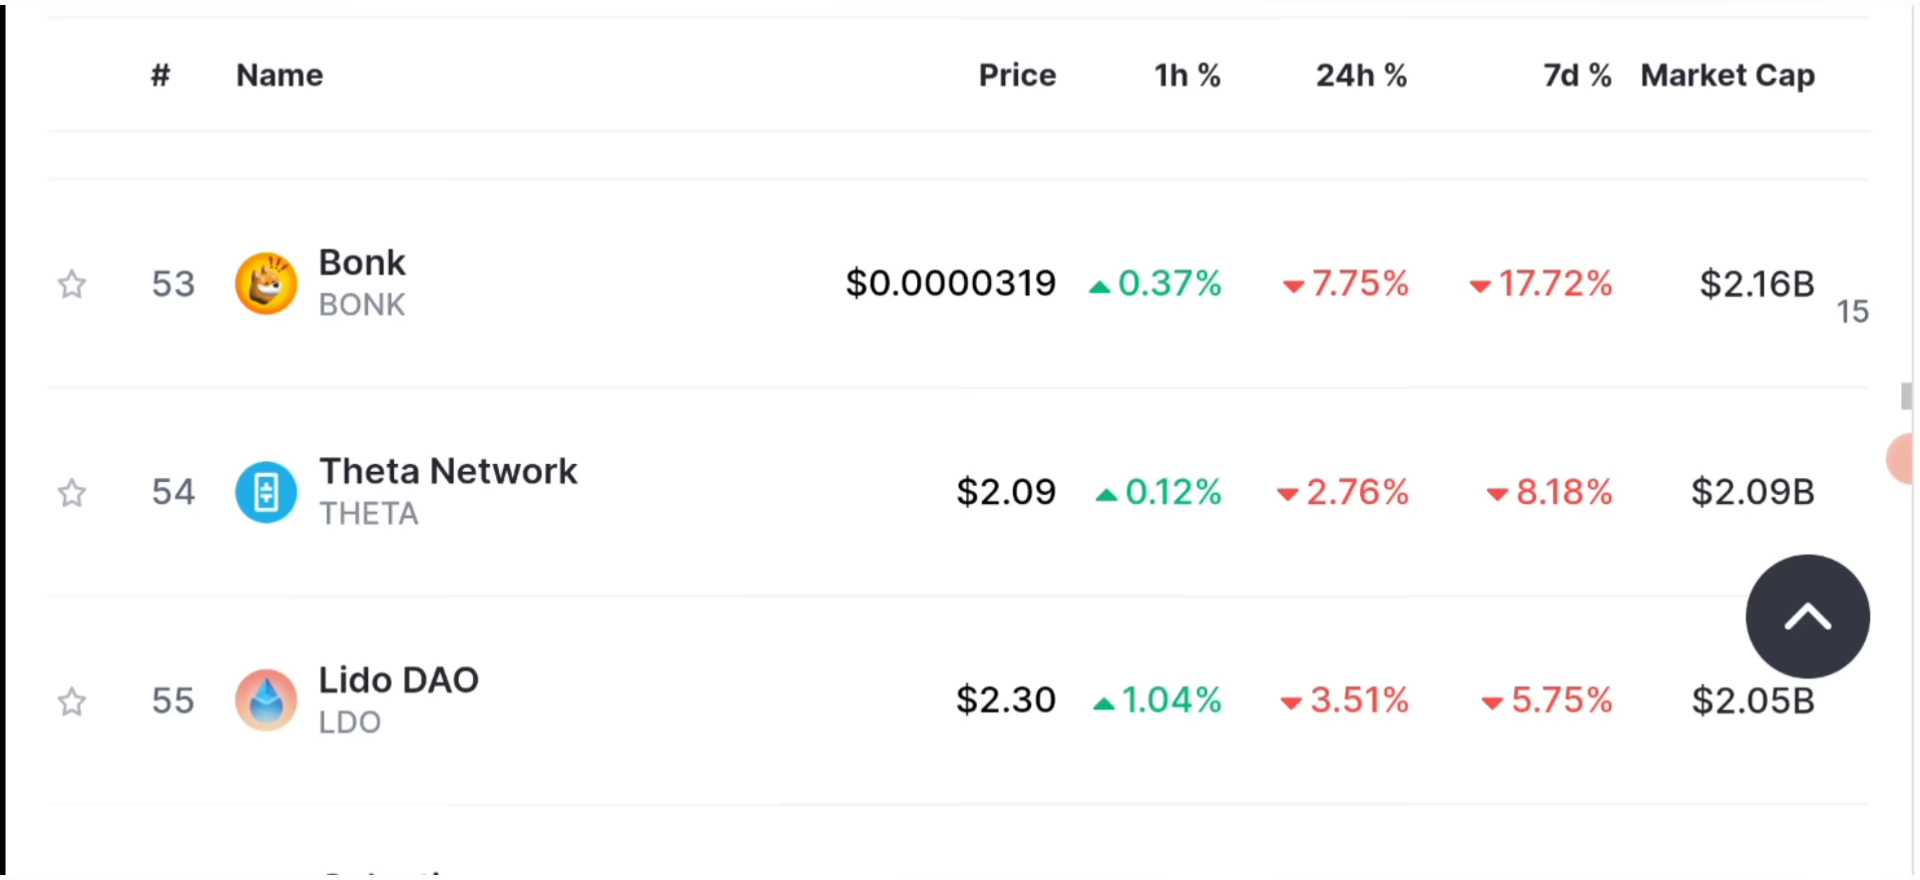 # Name Price 1h % 24h % 7d % Market Cap
53 Bonk BONK $0.0000319 0.37% 7.75% 17.72% $2.16B 15
54 Theta Network THETA $2.09 0.12% 2.76% 8.18% $2.09B
55 Lido DAO LDO $2.30 1.04% 3.51% 5.75% $2.05B